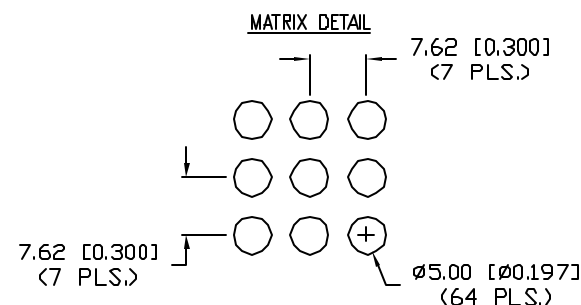 MATRIX DETAIL
7.62 [0.300]
(7 PLS.)
7.62 [0.300]
(7 PLS.)
ø5.00 [ø0.197]
(64 PLS.)